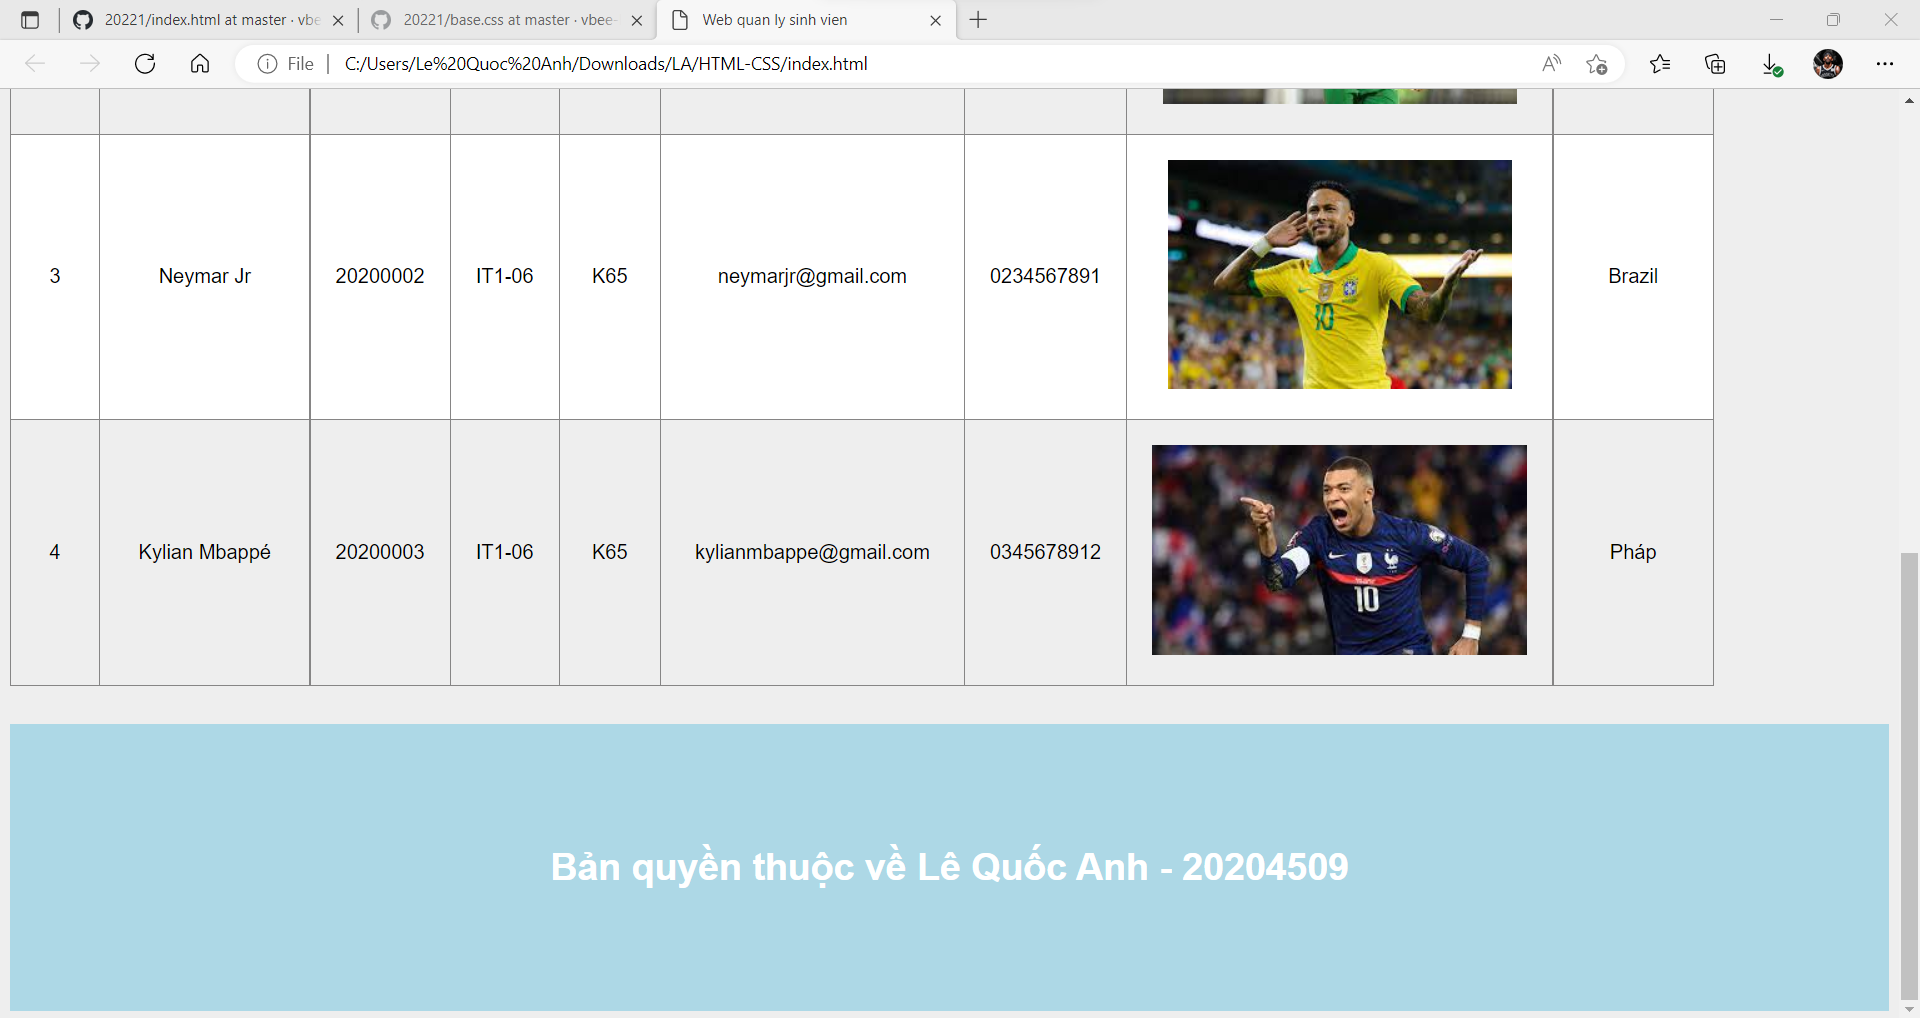 20221/index.html at master · vbe
20221/base.css at master · vbee-
Web quan ly sinh vien
File
C:/Users/Le%20Quoc%20Anh/Downloads/LA/HTML-CSS/index.html
3 Neymar Jr 20200002 IT1-06 K65 neymarjr@gmail.com 0234567891 Brazil
10
4 Kylian Mbappé 20200003 IT1-06 K65 kylianmbappe@gmail.com 0345678912 Pháp
10
Bản quyền thuộc về Lê Quốc Anh - 20204509